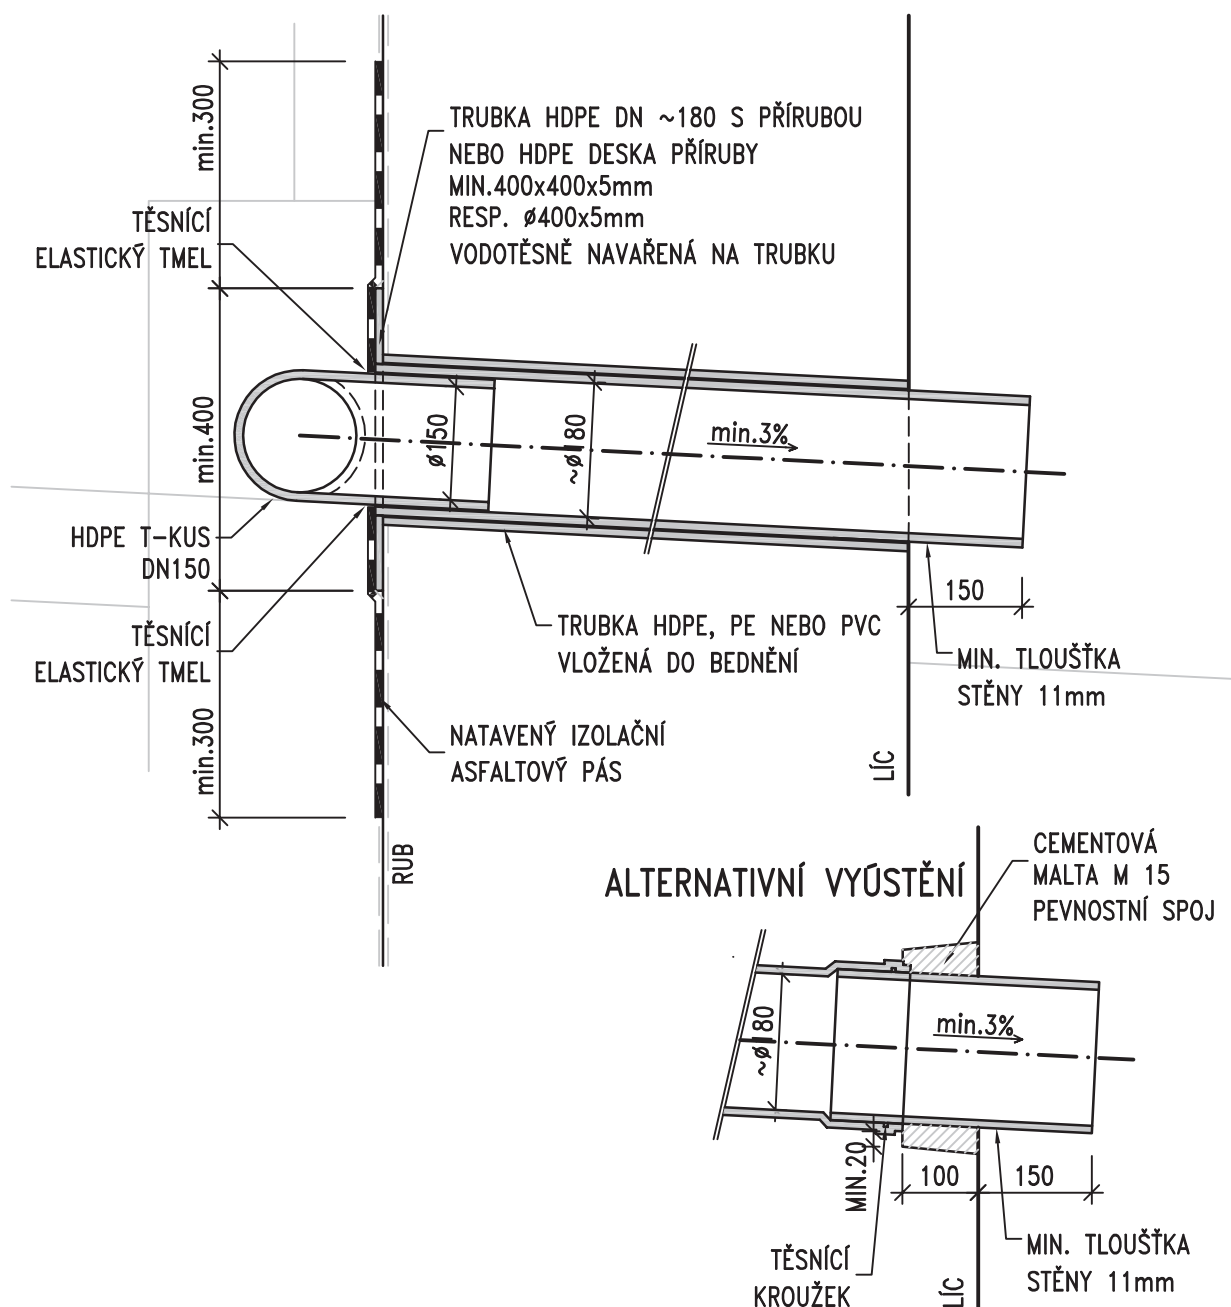 min.300
TRUBKA HDPE DN ~180 S PŘÍRUBOU
NEBO HDPE DESKA PŘÍRUBY
MIN.400x400x5mm
RESP. ø400x5mm
VODOTĚSNĚ NAVAŘENÁ NA TRUBKU
TĚSNÍCÍ
ELASTICKÝ TMEL
min.400
ø150
~ø180
min.3%
HDPE T-KUS
DN150
TĚSNÍCÍ
ELASTICKÝ TMEL
min.300
TRUBKA HDPE, PE NEBO PVC
VLOŽENÁ DO BEDNĚNÍ
150
MIN. TLOUŠŤKA
STĚNY 11mm
NATAVENÝ IZOLAČNÍ
ASFALTOVÝ PÁS
LÍC
RUB
ALTERNATIVNÍ VYÚSTĚNÍ
CEMENTOVÁ
MALTA M 15
PEVNOSTNÍ SPOJ
~ø180
min.3%
MIN.20
100
150
TĚSNÍCÍ
KROUŽEK
MIN. TLOUŠŤKA
STĚNY 11mm
LÍC